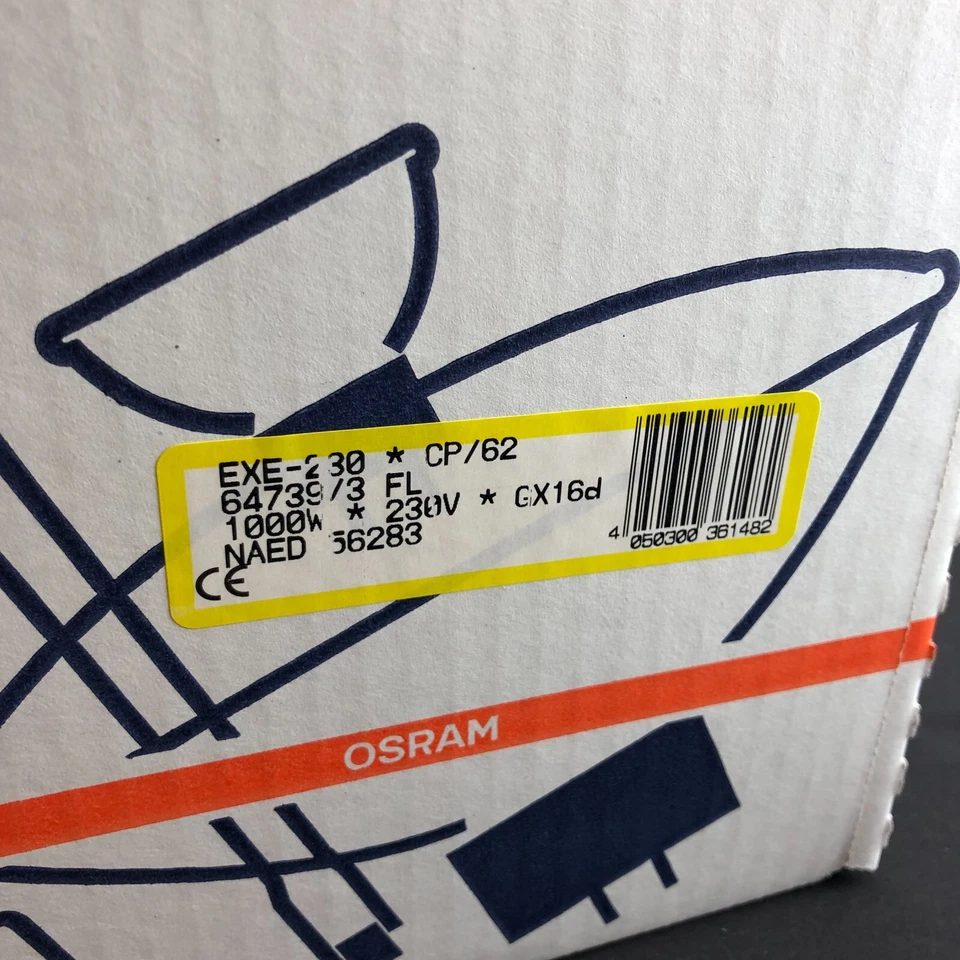 EXE-230 * CP/62
64739/3 FL
1000W * 230V * GX16d
NAED 56283
CE
4 050300 361482
OSRAM